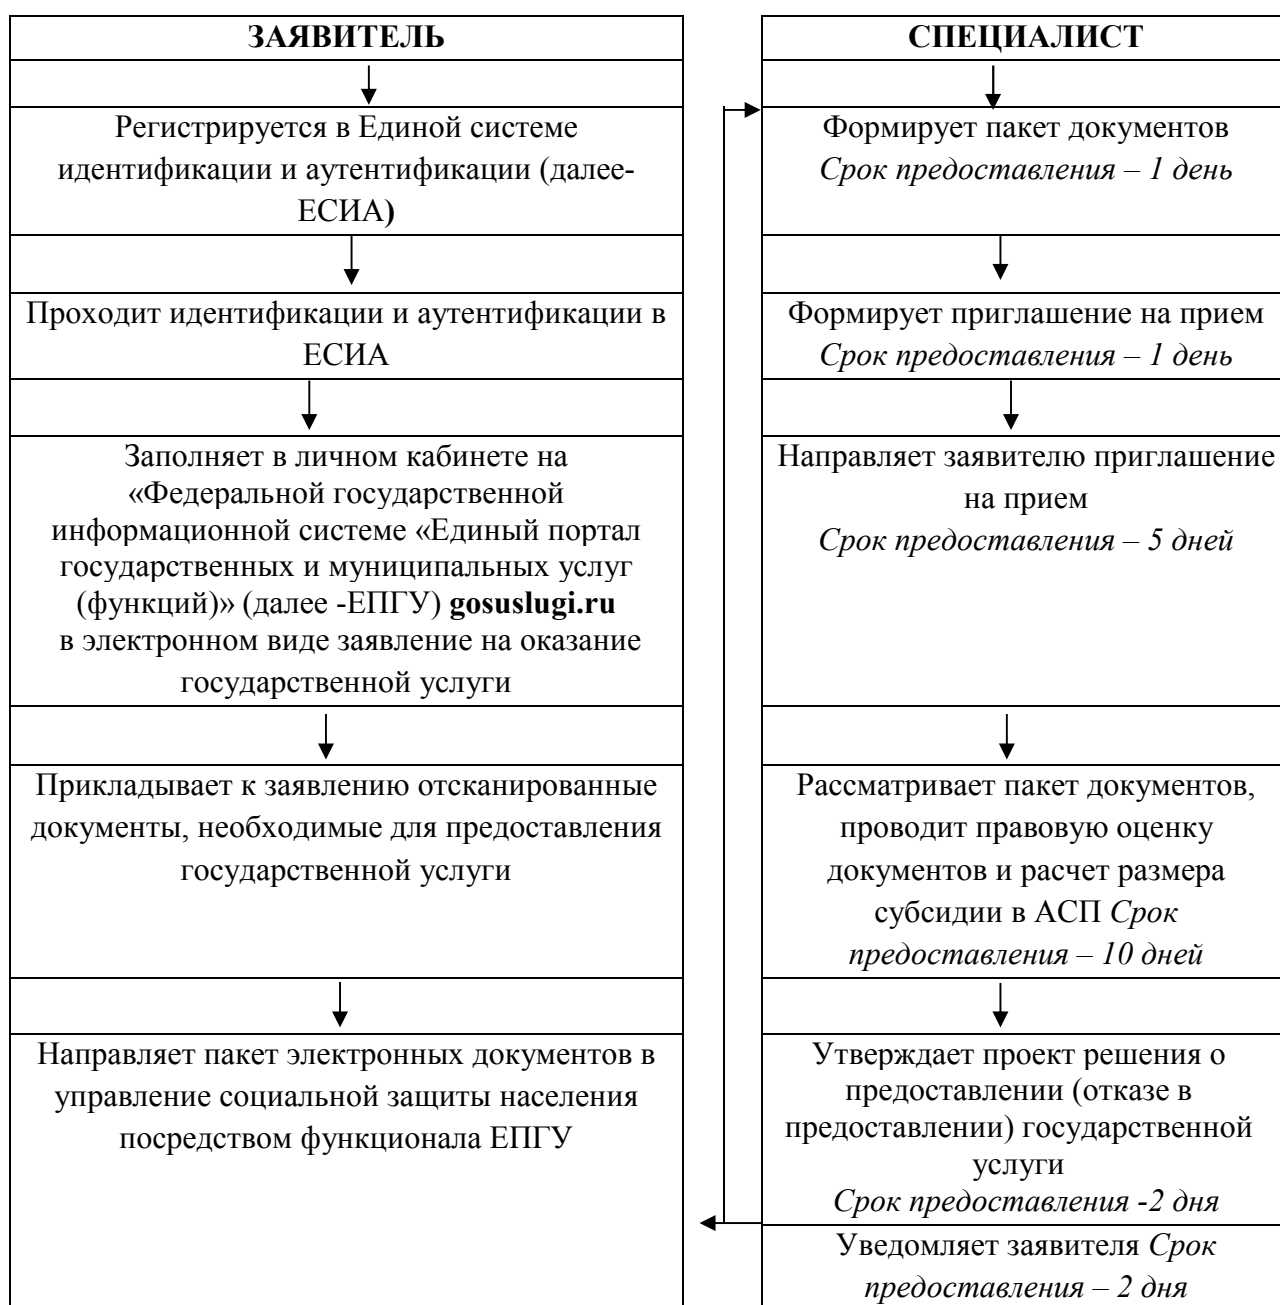 ЗАЯВИТЕЛЬ
Регистрируется в Единой системе
идентификации и аутентификации (далее-
ЕСИА)
Проходит идентификации и аутентификации в
ЕСИА
Заполняет в личном кабинете на
«Федеральной государственной
информационной системе «Единый портал
государственных и муниципальных услуг
(функций)» (далее -ЕПГУ) gosuslugi.ru
в электронном виде заявление на оказание
государственной услуги
Прикладывает к заявлению отсканированные
документы, необходимые для предоставления
государственной услуги
Направляет пакет электронных документов в
управление социальной защиты населения
посредством функционала ЕПГУ
СПЕЦИАЛИСТ
Формирует пакет документов
Срок предоставления – 1 день
Формирует приглашение на прием
Срок предоставления – 1 день
Направляет заявителю приглашение
на прием
Срок предоставления – 5 дней
Рассматривает пакет документов,
проводит правовую оценку
документов и расчет размера
субсидии в АСП Срок
предоставления – 10 дней
Утверждает проект решения о
предоставлении (отказе в
предоставлении) государственной
услуги
Срок предоставления -2 дня
Уведомляет заявителя Срок
предоставления – 2 дня